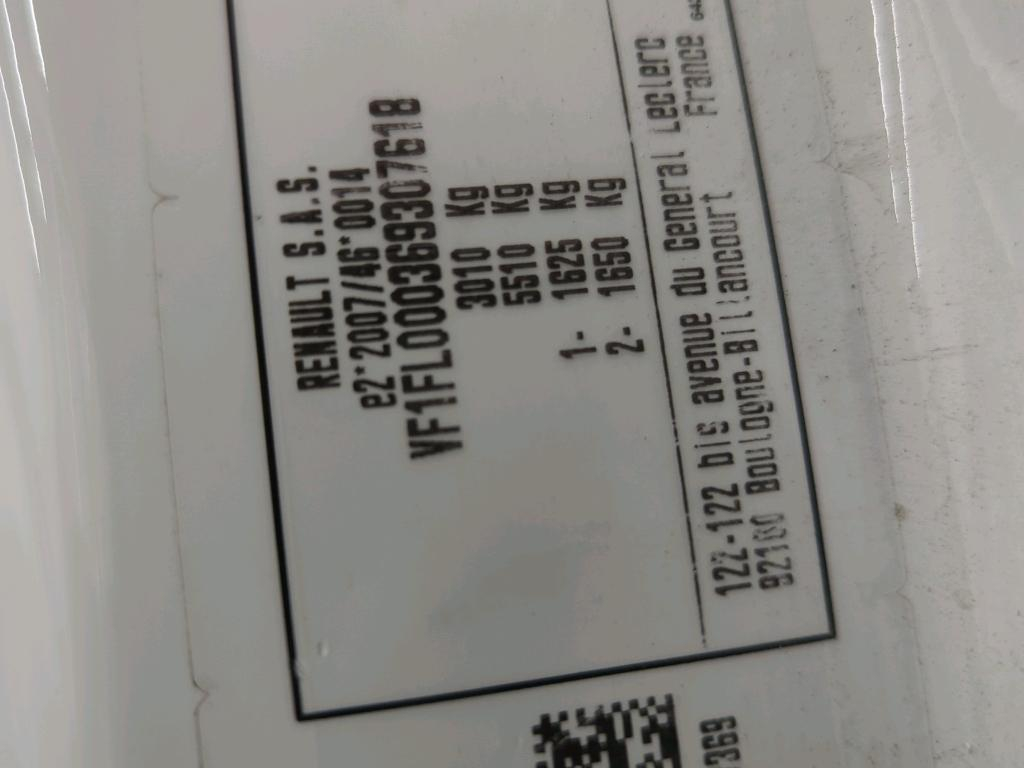 RENAULT S.A.S.
e2*2007/46*0014
VF1FL000369307618
3010 Kg
5510 Kg
1- 1625 Kg
2- 1650 Kg
122-122 bis avenue du General Leclerc
92100 Boulogne-Billancourt France